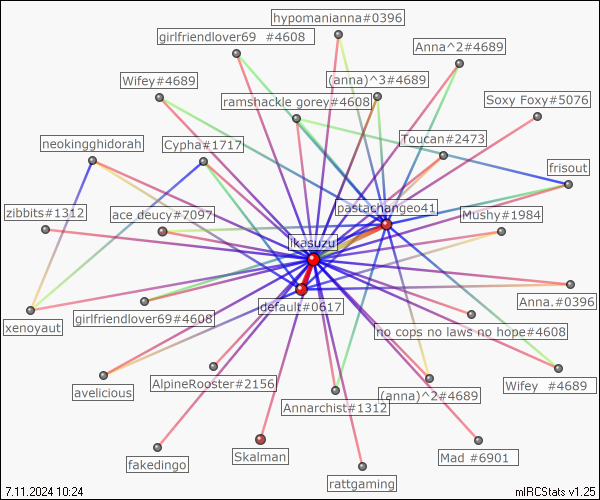 hypomanianna#0396
girlfriendlover69 #4608
Anna^2#4689
Wifey#4689
(anna)^3#4689
ramshackle gorey#4608
Soxy Foxy#5076
neokingghidorah
Cypha#1717
Toucan#2473
frisout
zibbits#1312
ace deucy#7097
pastachangeo41
Mushy#1984
ikasuzu
default#0617
Anna.#0396
xenoyaut
girlfriendlover69#4608
no cops no laws no hope#4608
avelicious
AlpineRooster#2156
Annarchist#1312
(anna)^2#4689
Wifey #4689
fakedingo
Skalman
rattgaming
Mad #6901
7.11.2024 10:24
mIRCStats v1.25